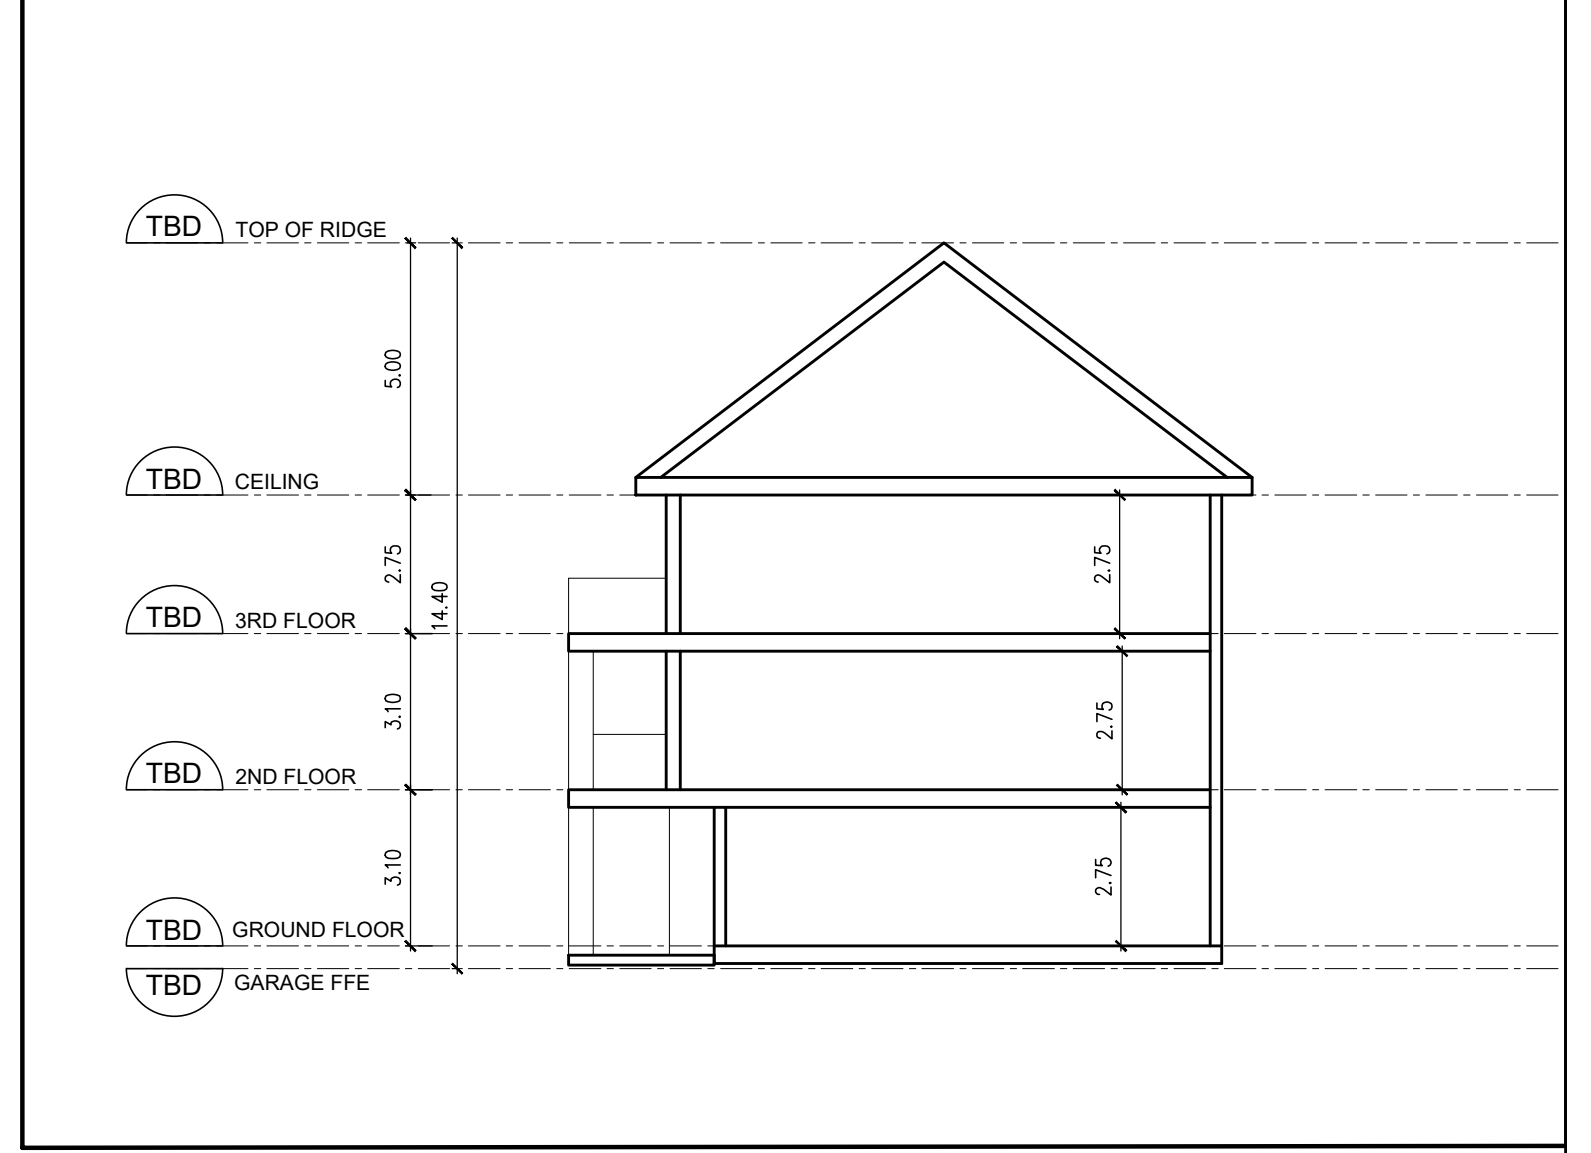 TBD TOP OF RIDGE
5.00
TBD CEILING
2.75
2.75
14.40
TBD 3RD FLOOR
3.10
2.75
TBD 2ND FLOOR
3.10
2.75
TBD GROUND FLOOR
TBD GARAGE FFE